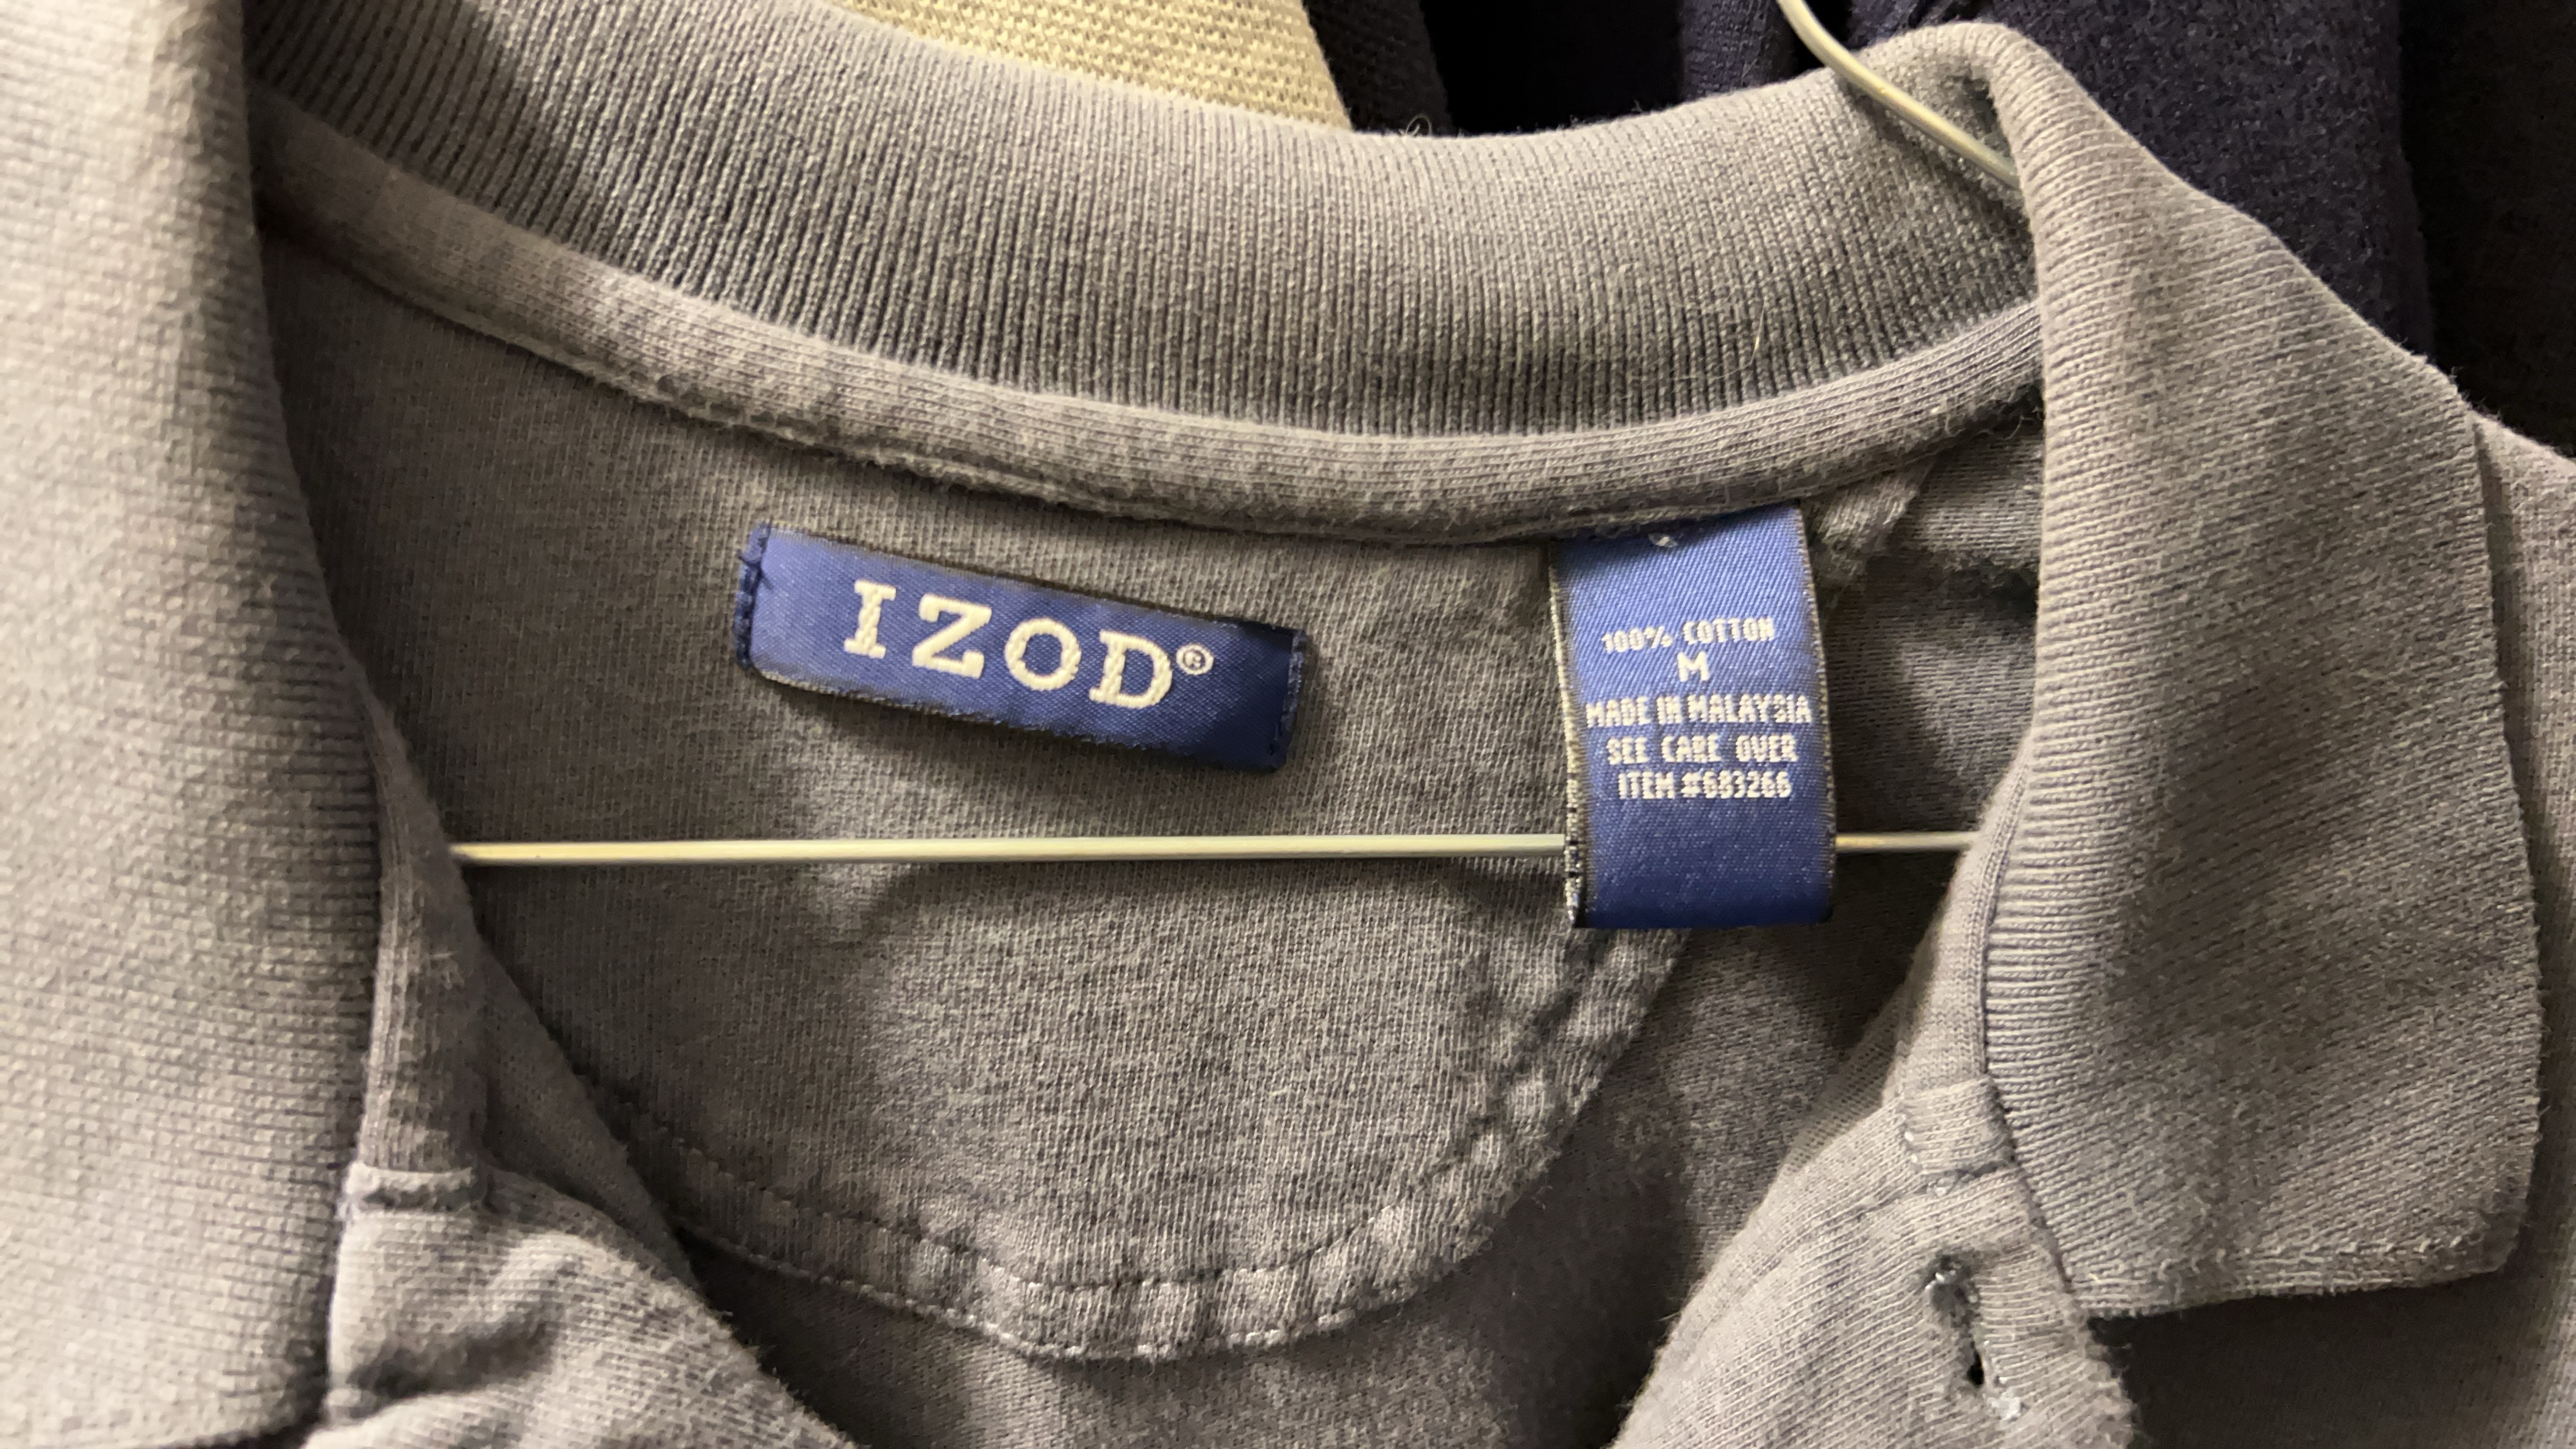 IZOD®
100% COTTON
M
MADE IN MALAYSIA
SEE CARE OVER
ITEM #683266